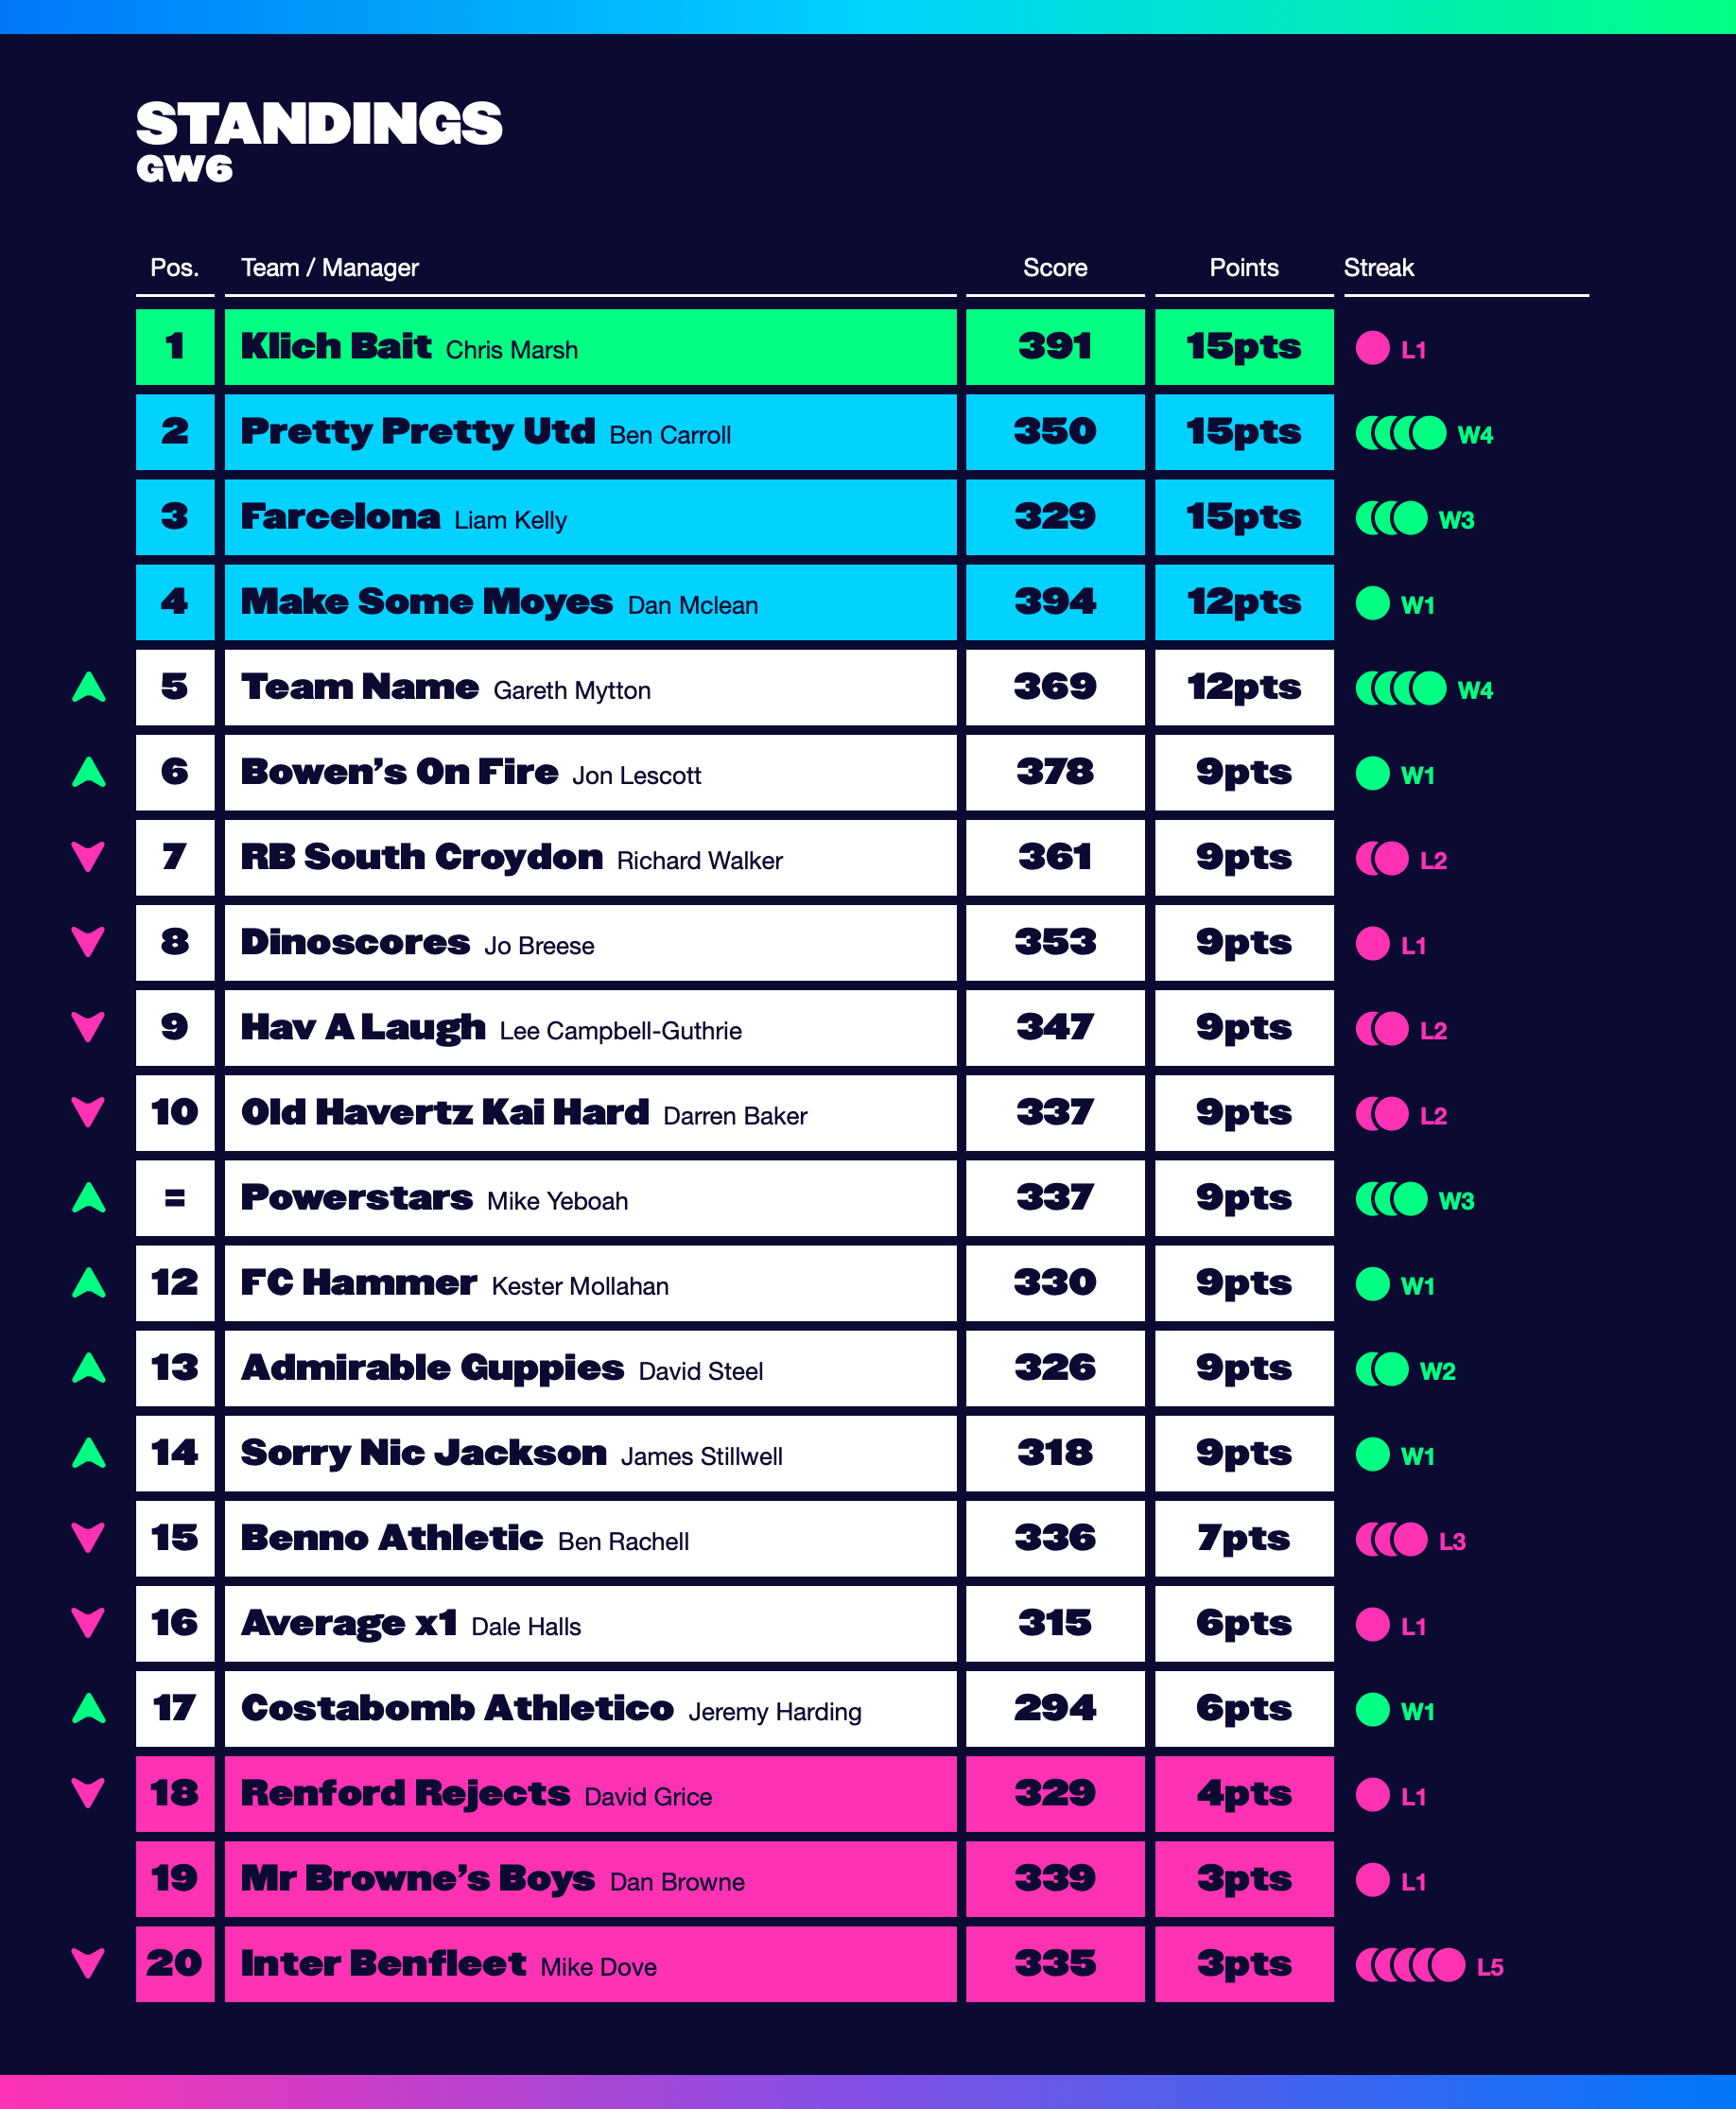 STANDINGS
GW6
Pos. Team / Manager Score Points Streak
1 Klich Bait Chris Marsh 391 15pts L1
2 Pretty Pretty Utd Ben Carroll 350 15pts W4
3 Farcelona Liam Kelly 329 15pts W3
4 Make Some Moyes Dan Mclean 394 12pts W1
5 Team Name Gareth Mytton 369 12pts W4
6 Bowen’s On Fire Jon Lescott 378 9pts W1
7 RB South Croydon Richard Walker 361 9pts L2
8 Dinoscores Jo Breese 353 9pts L1
9 Hav A Laugh Lee Campbell-Guthrie 347 9pts L2
10 Old Havertz Kai Hard Darren Baker 337 9pts L2
= Powerstars Mike Yeboah 337 9pts W3
12 FC Hammer Kester Mollahan 330 9pts W1
13 Admirable Guppies David Steel 326 9pts W2
14 Sorry Nic Jackson James Stillwell 318 9pts W1
15 Benno Athletic Ben Rachell 336 7pts L3
16 Average x1 Dale Halls 315 6pts L1
17 Costabomb Athletico Jeremy Harding 294 6pts W1
18 Renford Rejects David Grice 329 4pts L1
19 Mr Browne’s Boys Dan Browne 339 3pts L1
20 Inter Benfleet Mike Dove 335 3pts L5